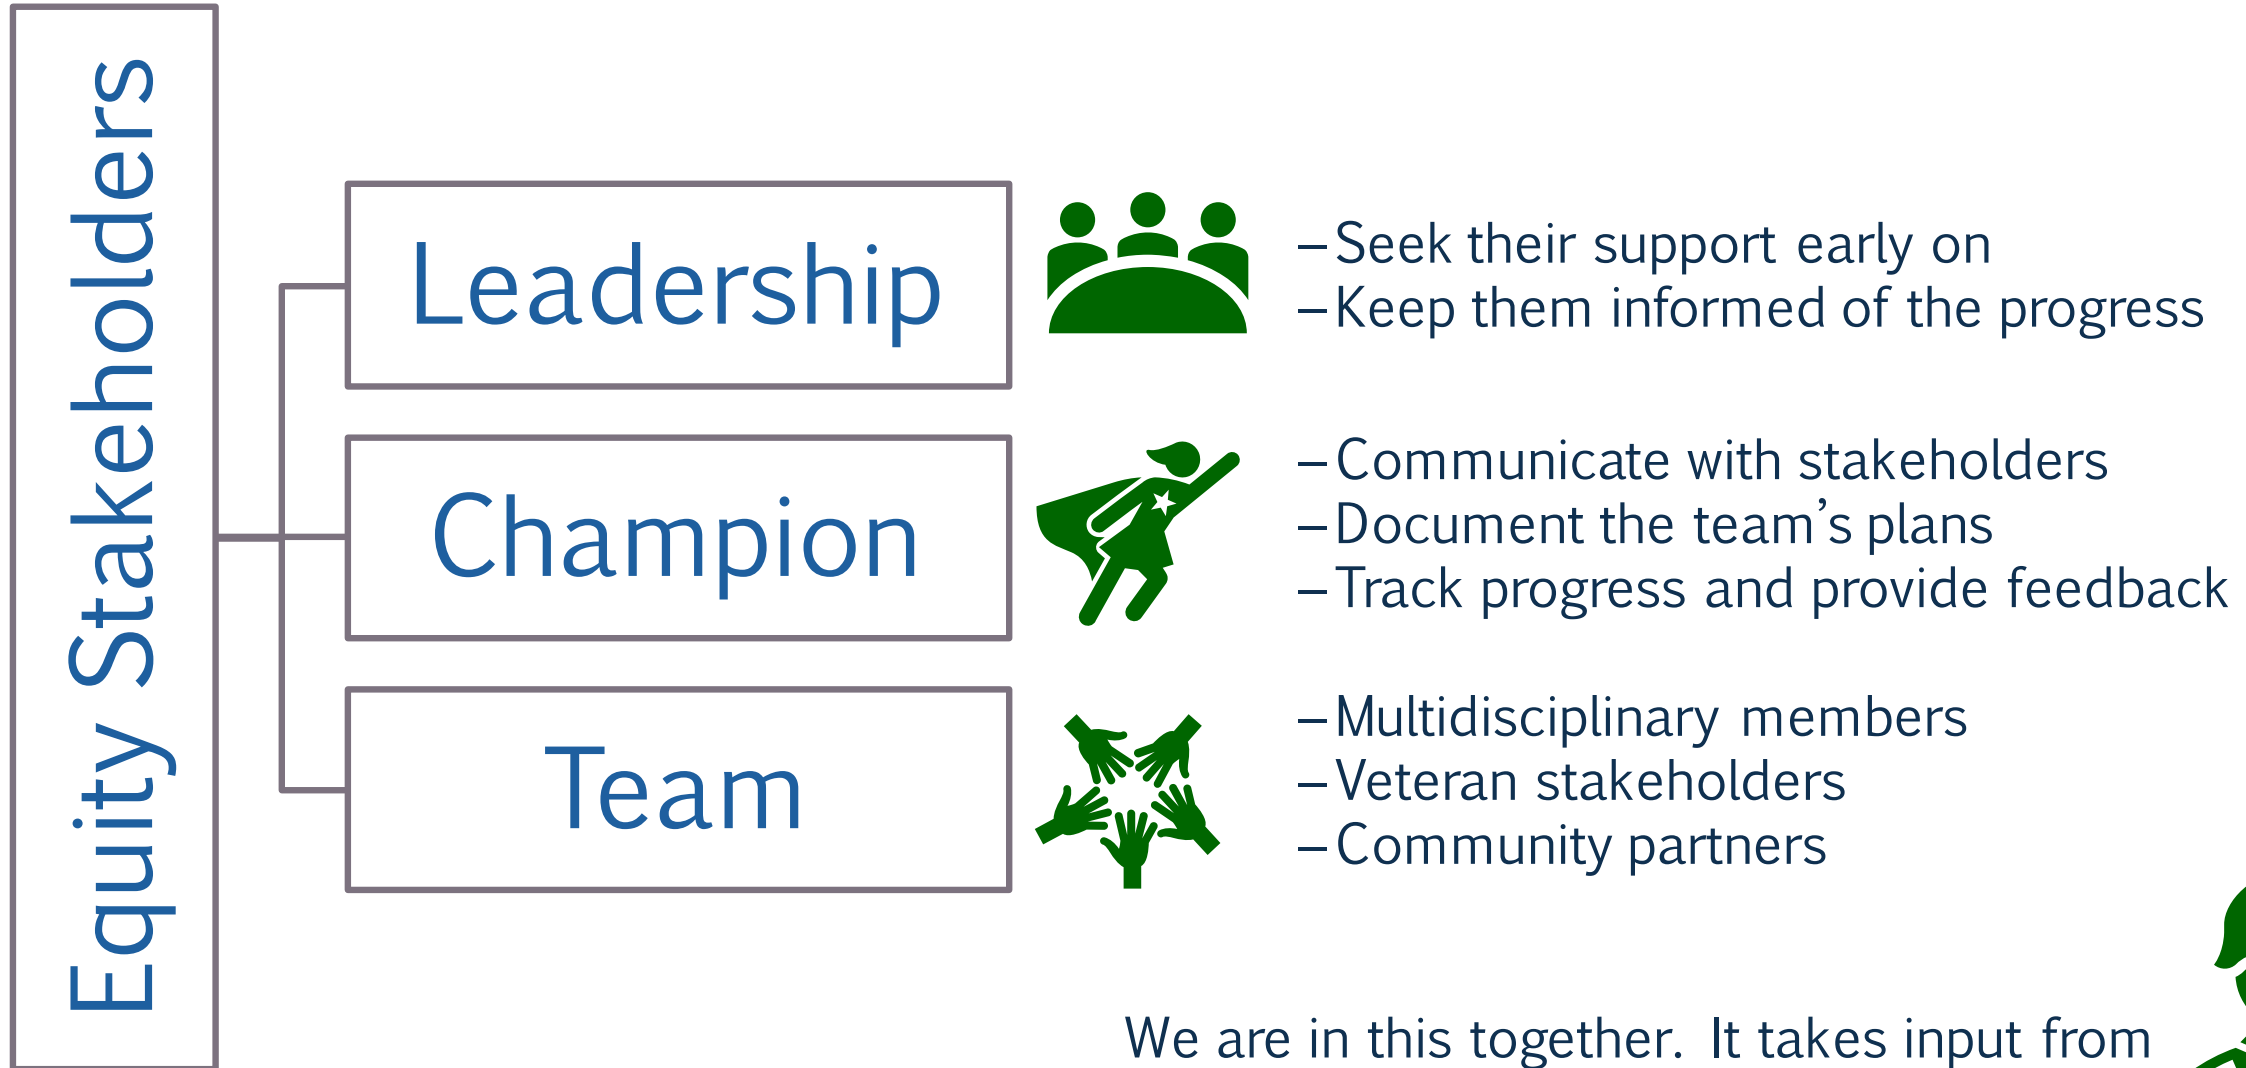 Equity Stakeholders
Leadership
–Seek their support early on
–Keep them informed of the progress
Champion
–Communicate with stakeholders
–Document the team’s plans
–Track progress and provide feedback
Team
–Multidisciplinary members
–Veteran stakeholders
–Community partners
We are in this together. It takes input from